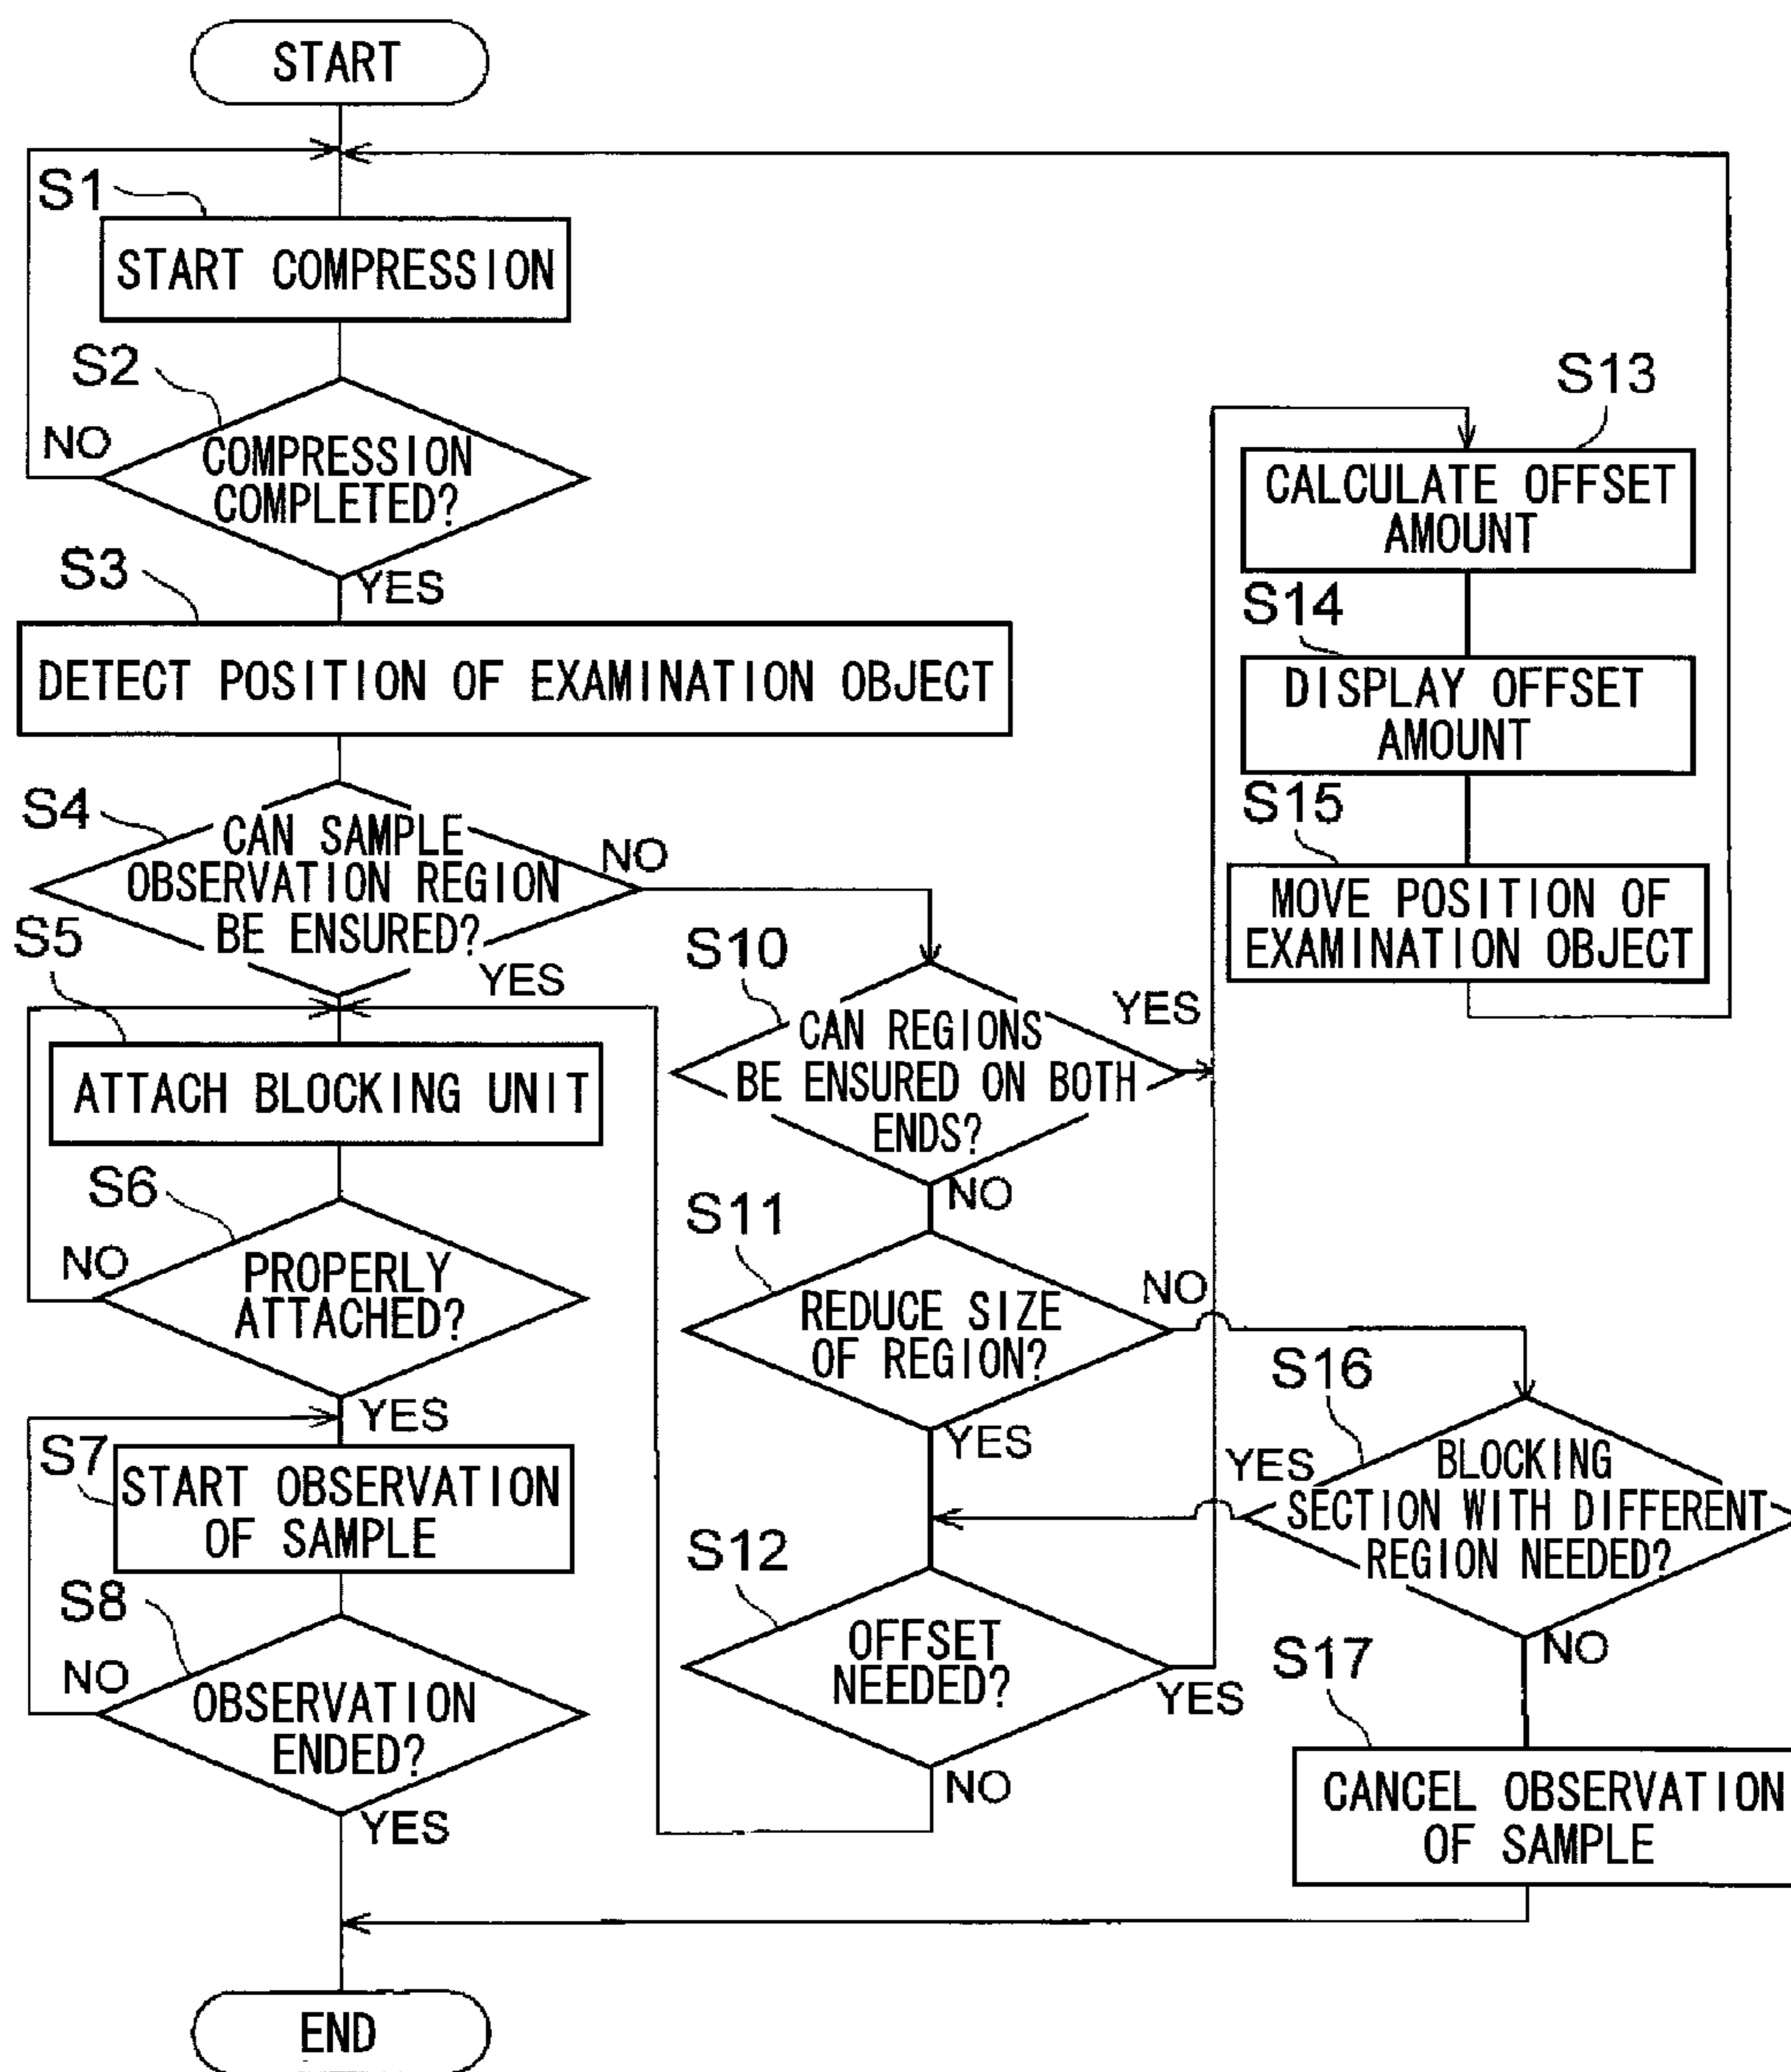 START
S1
START COMPRESSION
S2
NO
COMPRESSION
COMPLETED?
YES
S3
DETECT POSITION OF EXAMINATION OBJECT
S4
CAN SAMPLE
OBSERVATION REGION
BE ENSURED?
NO
YES
S5
ATTACH BLOCKING UNIT
S6
NO
PROPERLY
ATTACHED?
YES
S7
START OBSERVATION
OF SAMPLE
S8
NO
OBSERVATION
ENDED?
YES
S10
CAN REGIONS
BE ENSURED ON BOTH
ENDS?
YES
NO
S11
REDUCE SIZE
OF REGION?
NO
YES
S12
OFFSET
NEEDED?
YES
NO
S13
CALCULATE OFFSET
AMOUNT
S14
DISPLAY OFFSET
AMOUNT
S15
MOVE POSITION OF
EXAMINATION OBJECT
S16
YES
BLOCKING
SECTION WITH DIFFERENT
REGION NEEDED?
NO
S17
CANCEL OBSERVATION
OF SAMPLE
END